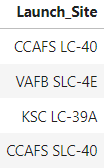 Launch_Site
CCAFS LC-40
VAFB SLC-4E
KSC LC-39A
CCAFS SLC-40